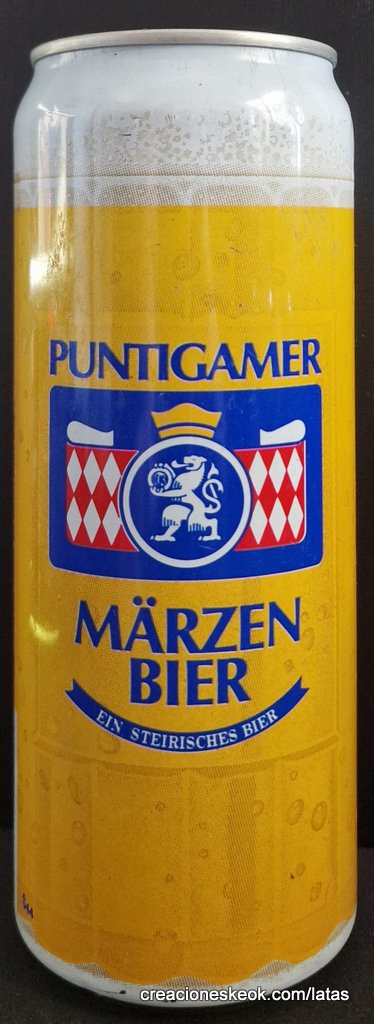 PUNTIGAMER
MÄRZEN
BIER
EIN STEIRISCHES BIER
creacioneskeok.com/latas